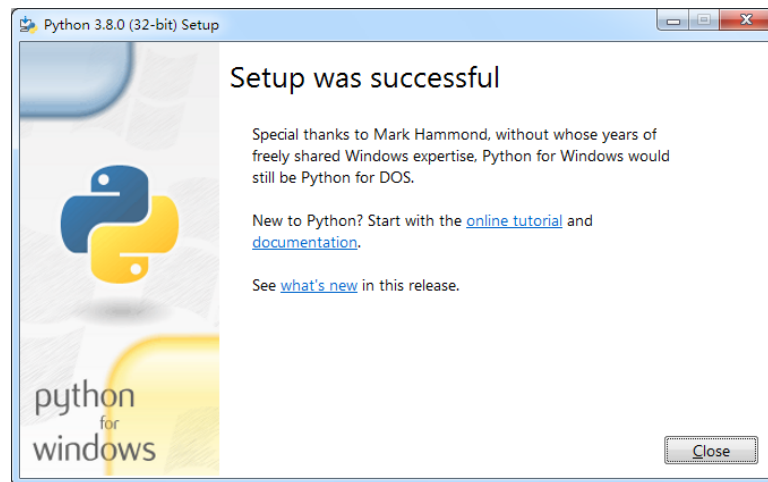 Python 3.8.0 (32-bit) Setup
Setup was successful
Special thanks to Mark Hammond, without whose years of
freely shared Windows expertise, Python for Windows would
still be Python for DOS.
New to Python? Start with the online tutorial and
documentation.
See what's new in this release.
python
for
windows
Close